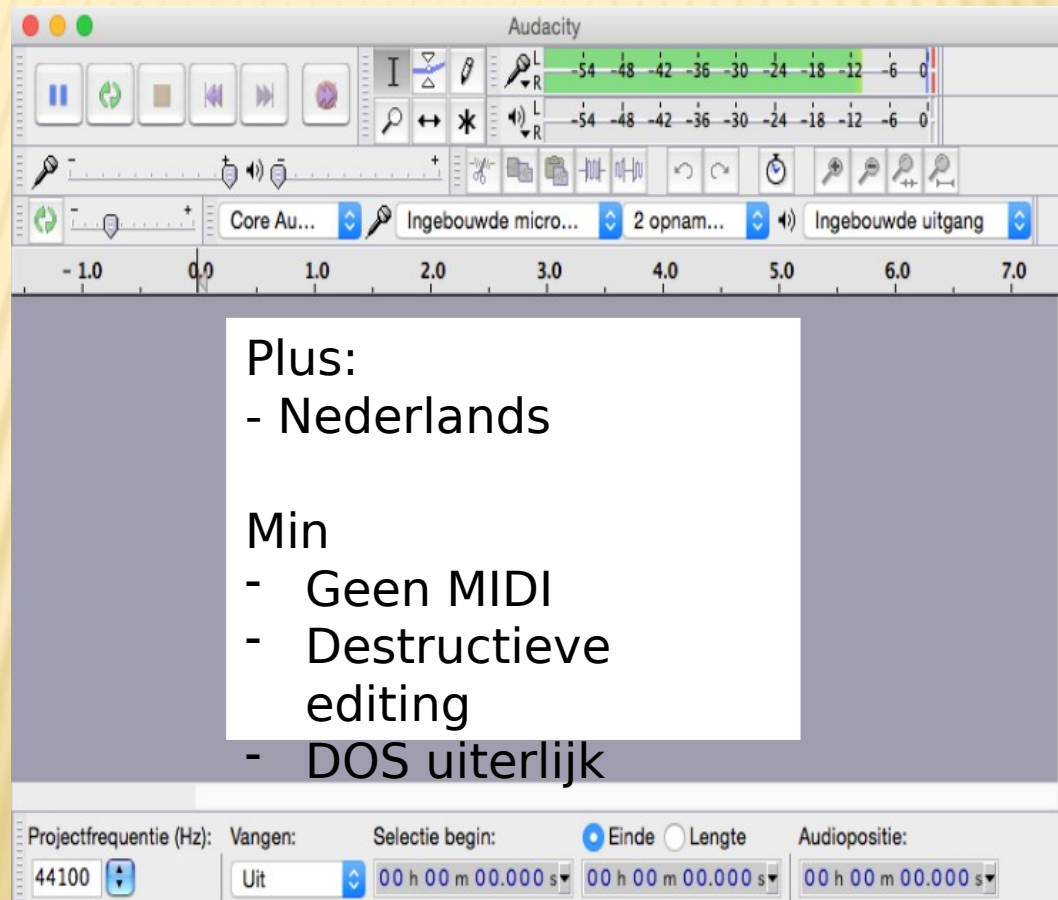 Audacity
L
R
-54 -48 -42 -36 -30 -24 -18 -12 -6 0
L
R
-54 -48 -42 -36 -30 -24 -18 -12 -6 0
- + - +
- + Core Au... Ingebouwde micro... 2 opnam... Ingebouwde uitgang
- 1.0 0.0 1.0 2.0 3.0 4.0 5.0 6.0 7.0
Plus:
- Nederlands
Min
- Geen MIDI
- Destructieve
editing
- DOS uiterlijk
Projectfrequentie (Hz): Vangen: Selectie begin: Einde Lengte Audiopositie:
44100 Uit 00 h 00 m 00.000 s 00 h 00 m 00.000 s 00 h 00 m 00.000 s